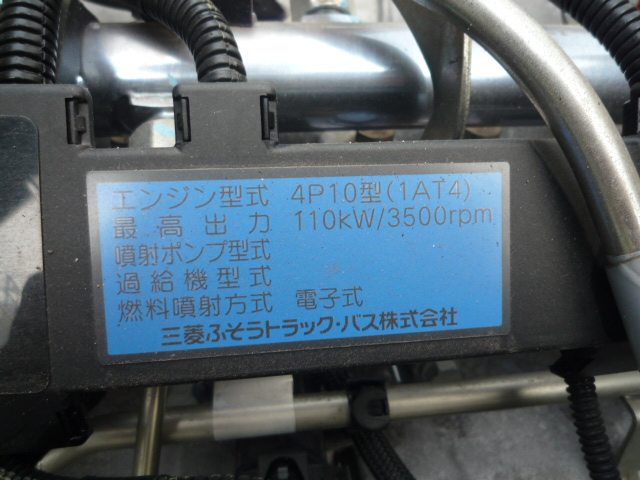 エンジン型式 4P10型(1AT4)
最高出力 110kW/3500rpm
噴射ポンプ型式
過給機型式
燃料噴射方式 電子式
三菱ふそうトラック・バス株式会社